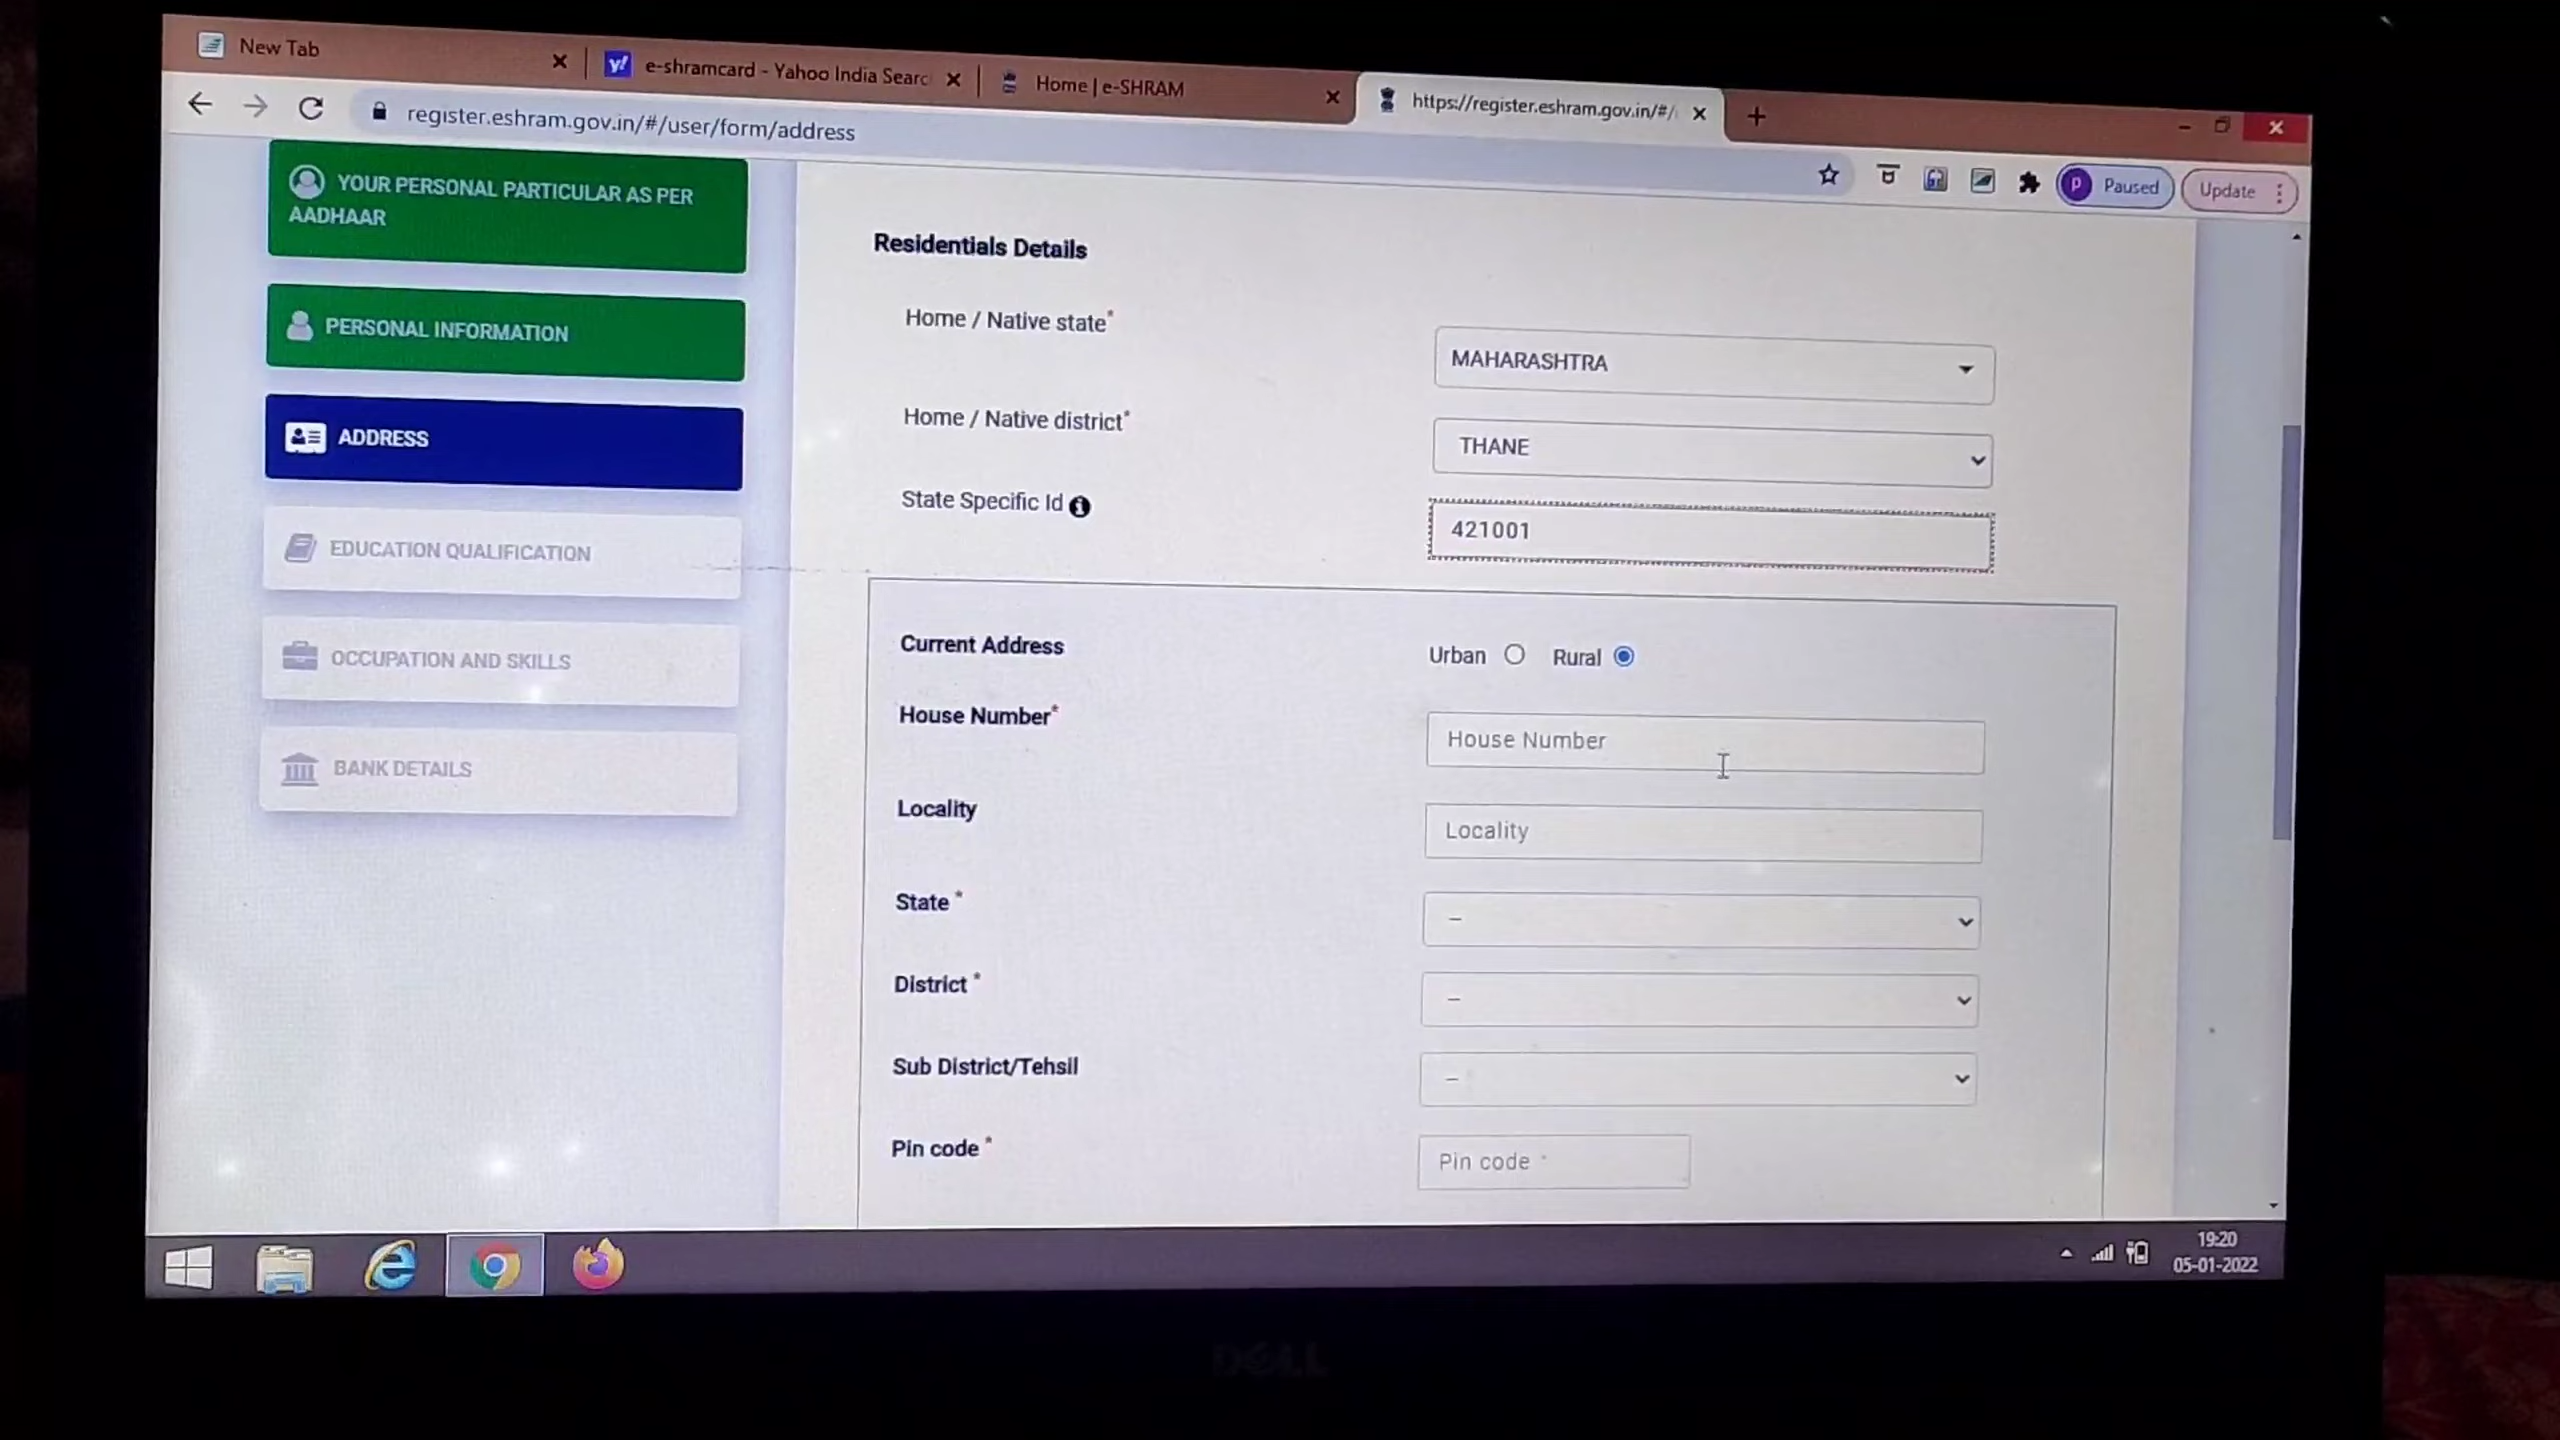 New Tab
e-shramcard - Yahoo India Searc
Home | e-SHRAM
https://register.eshram.gov.in/#/
register.eshram.gov.in/#/user/form/address
Paused
Update
YOUR PERSONAL PARTICULAR AS PER
AADHAAR
PERSONAL INFORMATION
ADDRESS
EDUCATION QUALIFICATION
OCCUPATION AND SKILLS
BANK DETAILS
Residentials Details
Home / Native state*
MAHARASHTRA
Home / Native district*
THANE
State Specific Id
421001
Current Address
Urban Rural
House Number*
House Number
Locality
Locality
State *
–
District *
–
Sub District/Tehsil
–
Pin code *
Pin code *
19:20
05-01-2022
DELL